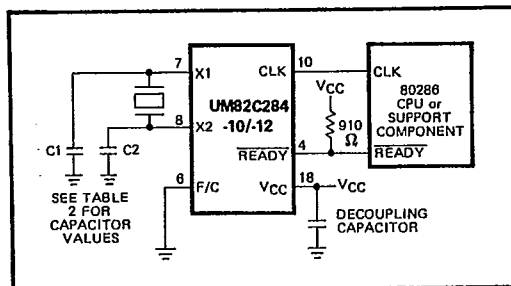 7
X1
CLK
10
CLK
VCC
UM82C284
-10/-12
80286
CPU or
SUPPORT
COMPONENT
910
Ω
8
X2
C1
C2
READY
4
READY
6
F/C
VCC
18
VCC
SEE TABLE
2 FOR
CAPACITOR
VALUES
DECOUPLING
CAPACITOR